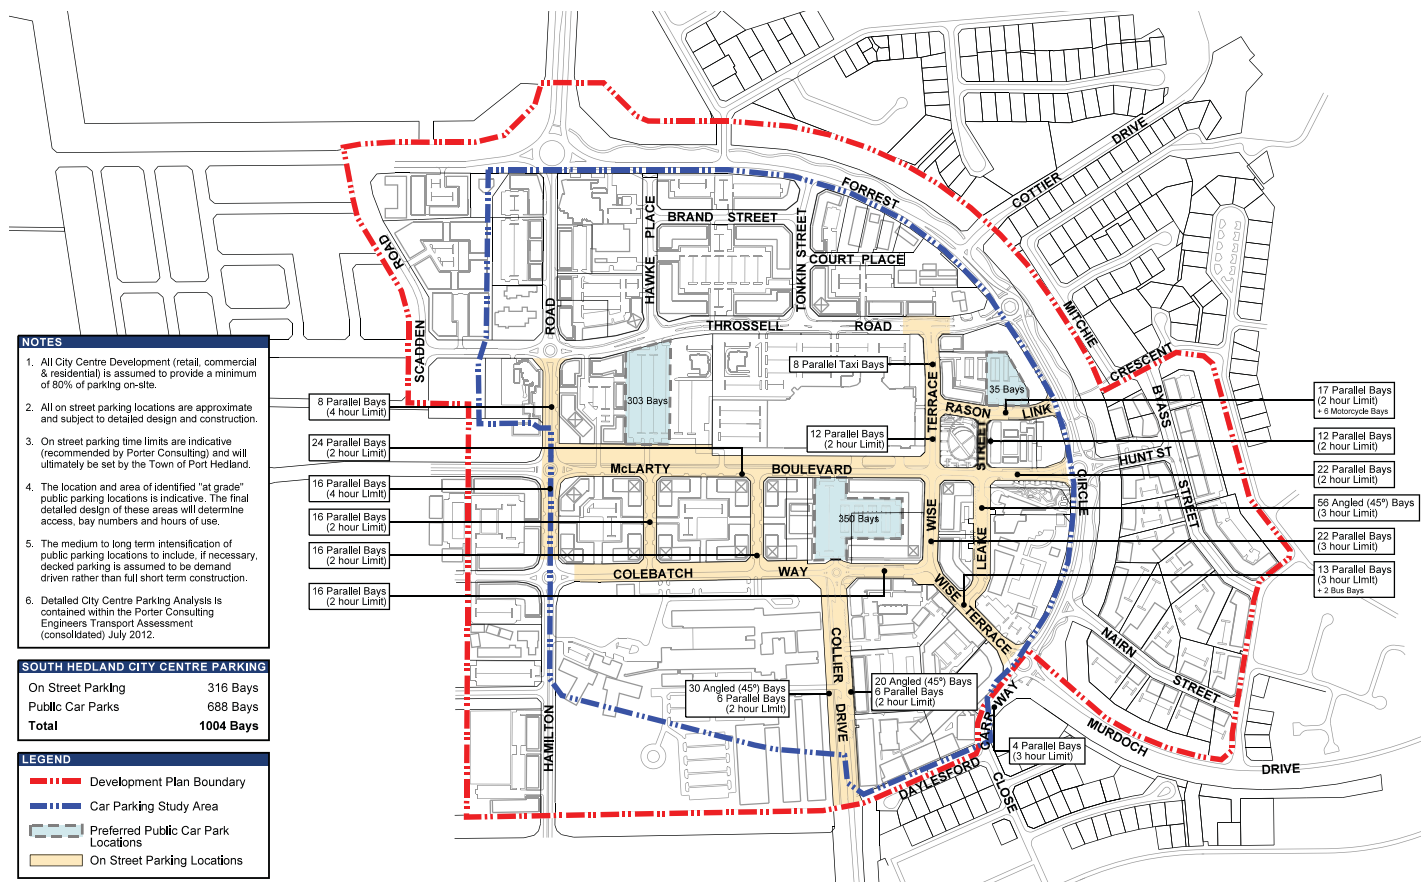 NOTES
1. All City Centre Development (retail, commercial
& residential) is assumed to provide a minimum
of 80% of parking on-site.
2. All on street parking locations are approximate
and subject to detailed design and construction.
3. On street parking time limits are indicative
(recommended by Porter Consulting) and will
ultimately be set by the Town of Port Hedland.
4. The location and area of identified "at grade"
public parking locations is indicative. The final
detailed design of these areas will determine
access, bay numbers and hours of use.
5. The medium to long term intensification of
public parking locations to include, if necessary,
decked parking is assumed to be demand
driven rather than full short term construction.
6. Detailed City Centre Parking Analysis is
contained within the Porter Consulting
Engineers Transport Assessment
(consolidated) July 2012.
SOUTH HEDLAND CITY CENTRE PARKING
On Street Parking 316 Bays
Public Car Parks 688 Bays
Total 1004 Bays
LEGEND
Development Plan Boundary
Car Parking Study Area
Preferred Public Car Park
Locations
On Street Parking Locations
8 Parallel Bays
(4 hour Limit)
24 Parallel Bays
(2 hour Limit)
16 Parallel Bays
(4 hour Limit)
16 Parallel Bays
(2 hour Limit)
16 Parallel Bays
(2 hour Limit)
16 Parallel Bays
(2 hour Limit)
8 Parallel Taxi Bays
12 Parallel Bays
(2 hour Limit)
30 Angled (45º) Bays
6 Parallel Bays
(2 hour Limit)
20 Angled (45º) Bays
6 Parallel Bays
(2 hour Limit)
4 Parallel Bays
(3 hour Limit)
17 Parallel Bays
(2 hour Limit)
+ 6 Motorcycle Bays
12 Parallel Bays
(2 hour Limit)
22 Parallel Bays
(2 hour Limit)
56 Angled (45º) Bays
(3 hour Limit)
22 Parallel Bays
(3 hour Limit)
13 Parallel Bays
(3 hour Limit)
+ 2 Bus Bays
303 Bays
35 Bays
350 Bays
SCADDEN ROAD
HAMILTON ROAD
HAWKE PLACE
BRAND STREET
TONKIN STREET
COURT PLACE
THROSSELL ROAD
FORREST CIRCLE
COTTIER DRIVE
MITCHIE CRESCENT
BYASS STREET
HUNT ST
RASON LINK
WISE TERRACE
LEAKE STREET
McLARTY BOULEVARD
COLEBATCH WAY
WISE TERRACE
COLLIER DRIVE
NAIRN STREET
MURDOCH DRIVE
CARR WAY
DAYLESFORD CLOSE